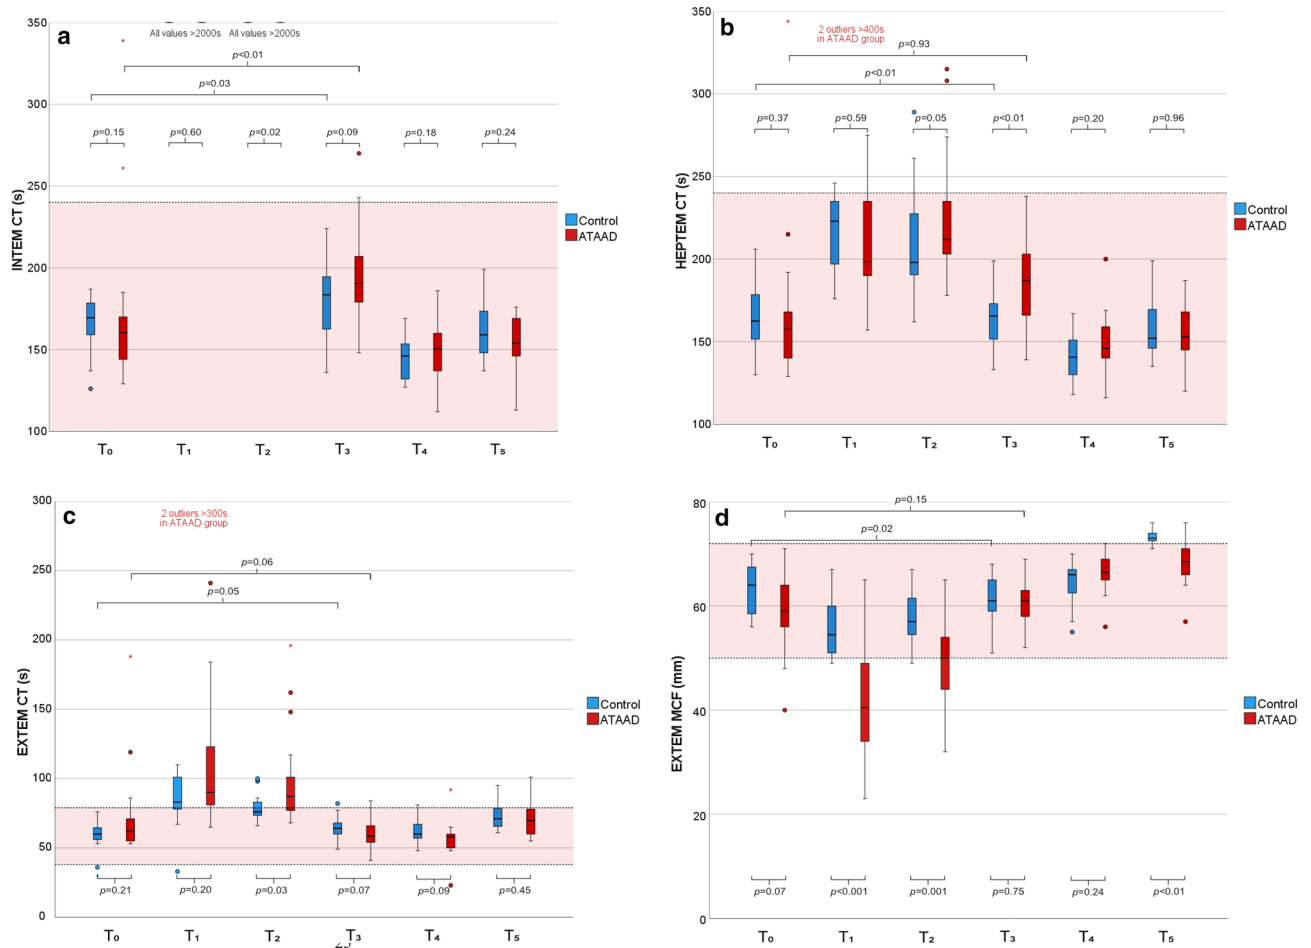 a
All values >2000s All values >2000s
p<0.01
p=0.03
p=0.15 p=0.60 p=0.02 p=0.09 p=0.18 p=0.24
350
300
250
200
150
100
INTEM CT (s)
Control
ATAAD
T₀ T₁ T₂ T₃ T₄ T₅
b
2 outliers >400s
in ATAAD group
p=0.93
p<0.01
p=0.37 p=0.59 p=0.05 p<0.01 p=0.20 p=0.96
350
300
250
200
150
100
HEPTEM CT (s)
Control
ATAAD
T₀ T₁ T₂ T₃ T₄ T₅
c
2 outliers >300s
in ATAAD group
p=0.06
p=0.05
300
250
200
150
100
50
0
EXTEM CT (s)
Control
ATAAD
p=0.21 p=0.20 p=0.03 p=0.07 p=0.09 p=0.45
T₀ T₁ T₂ T₃ T₄ T₅
d
p=0.15
p=0.02
80
60
40
20
0
EXTEM MCF (mm)
Control
ATAAD
p=0.07 p<0.001 p=0.001 p=0.75 p=0.24 p<0.01
T₀ T₁ T₂ T₃ T₄ T₅